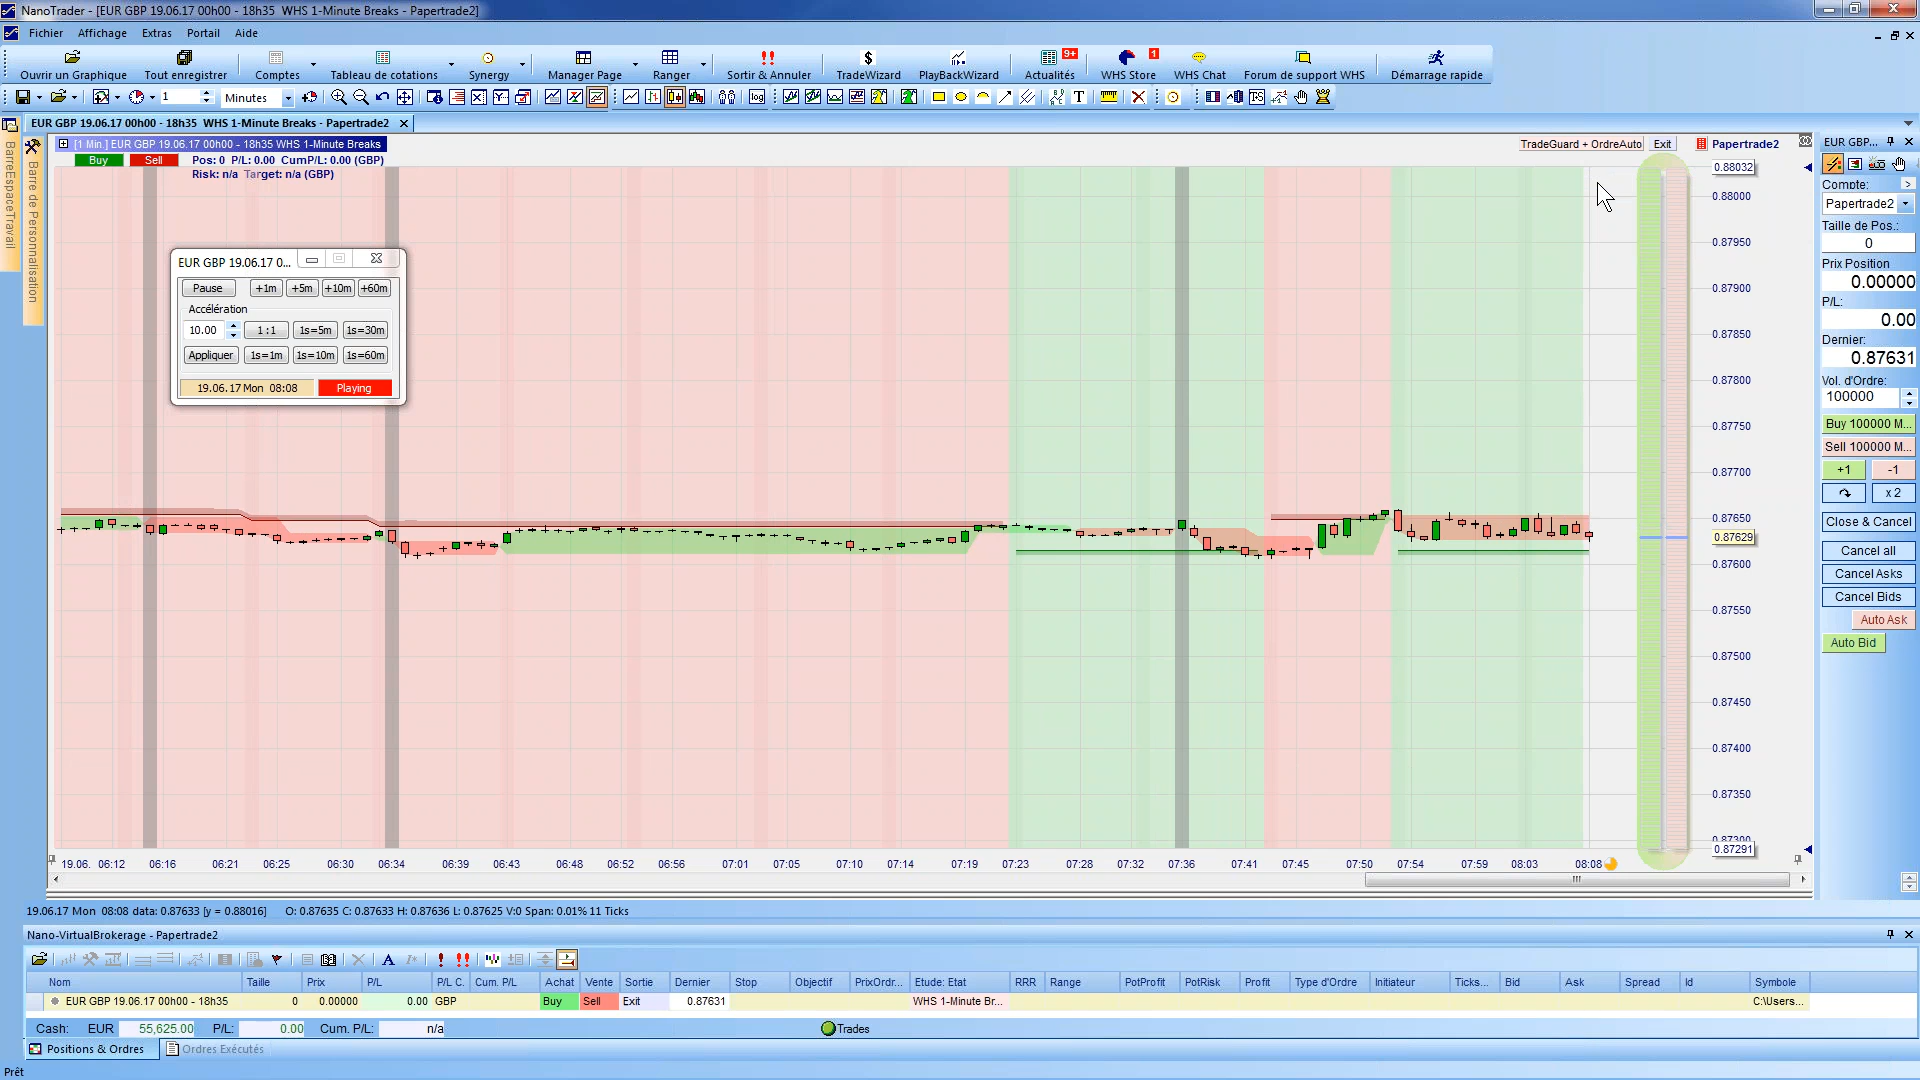 NanoTrader - [EUR GBP 19.06.17 00h00 - 18h35  WHS 1-Minute Breaks - Papertrade2]
Fichier Affichage Extras Portail Aide
Ouvrir un Graphique Tout enregistrer Comptes Tableau de cotations Synergy Manager Page Ranger Sortir & Annuler TradeWizard PlayBackWizard Actualités 9+ WHS Store 1 WHS Chat Forum de support WHS Démarrage rapide
1 Minutes log
EUR GBP 19.06.17 00h00 - 18h35  WHS 1-Minute Breaks - Papertrade2
BarreEspaceTravail
Barre de Personnalisation
[1 Min.] EUR GBP 19.06.17 00h00 - 18h35 WHS 1-Minute Breaks
TradeGuard + OrdreAuto Exit Papertrade2
Buy Sell Pos: 0 P/L: 0.00 CumP/L: 0.00 (GBP)
Risk: n/a Target: n/a (GBP)
EUR GBP 19.06.17 0...
Pause +1m +5m +10m +60m
Accélération
10.00 1 : 1 1s=5m 1s=30m
Appliquer 1s=1m 1s=10m 1s=60m
19.06.17 Mon 08:08 Playing
0.88032
0.88000
0.87950
0.87900
0.87850
0.87800
0.87750
0.87700
0.87650
0.87629
0.87600
0.87550
0.87500
0.87450
0.87400
0.87350
0.87300
0.87291
19.06. 06:12 06:16 06:21 06:25 06:30 06:34 06:39 06:43 06:48 06:52 06:56 07:01 07:05 07:10 07:14 07:19 07:23 07:28 07:32 07:36 07:41 07:45 07:50 07:54 07:59 08:03 08:08
EUR GBP...
Compte:
Papertrade2
Taille de Pos.:
0
Prix Position
0.00000
P/L:
0.00
Dernier:
0.87631
Vol. d'Ordre:
100000
Buy 100000 M...
Sell 100000 M...
+1 -1
x 2
Close & Cancel
Cancel all
Cancel Asks
Cancel Bids
Auto Ask
Auto Bid
19.06.17 Mon 08:08 data: 0.87633 [y = 0.88016] O: 0.87635 C: 0.87633 H: 0.87636 L: 0.87625 V:0 Span: 0.01% 11 Ticks
Nano-VirtualBrokerage - Papertrade2
Nom Taille Prix P/L P/L C. Cum. P/L Achat Vente Sortie Dernier Stop Objectif PrixOrdr... Etude: Etat RRR Range PotProfit PotRisk Profit Type d'Ordre Initiateur Ticks... Bid Ask Spread Id Symbole
EUR GBP 19.06.17 00h00 - 18h35 0 0.00000 0.00 GBP Buy Sell Exit 0.87631 WHS 1-Minute Br... C:\Users...
Cash: EUR 55,625.00 P/L: 0.00 Cum. P/L: n/a Trades
Positions & Ordres Ordres Exécutés
Prêt